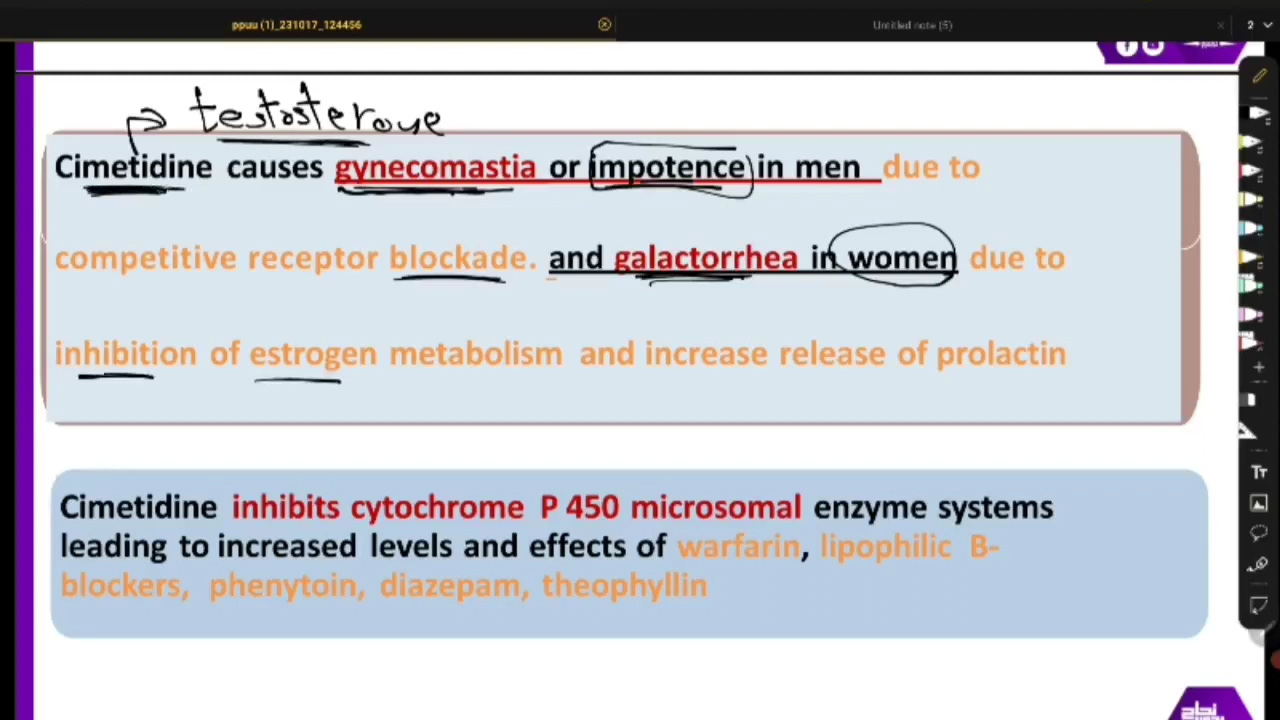 ppuu (1)_231017_124456
Untitled note (5)
2
testosterone
Cimetidine causes gynecomastia or impotence in men due to
competitive receptor blockade. and galactorrhea in women due to
inhibition of estrogen metabolism and increase release of prolactin
Cimetidine inhibits cytochrome P 450 microsomal enzyme systems
leading to increased levels and effects of warfarin, lipophilic B-
blockers, phenytoin, diazepam, theophyllin
Tт